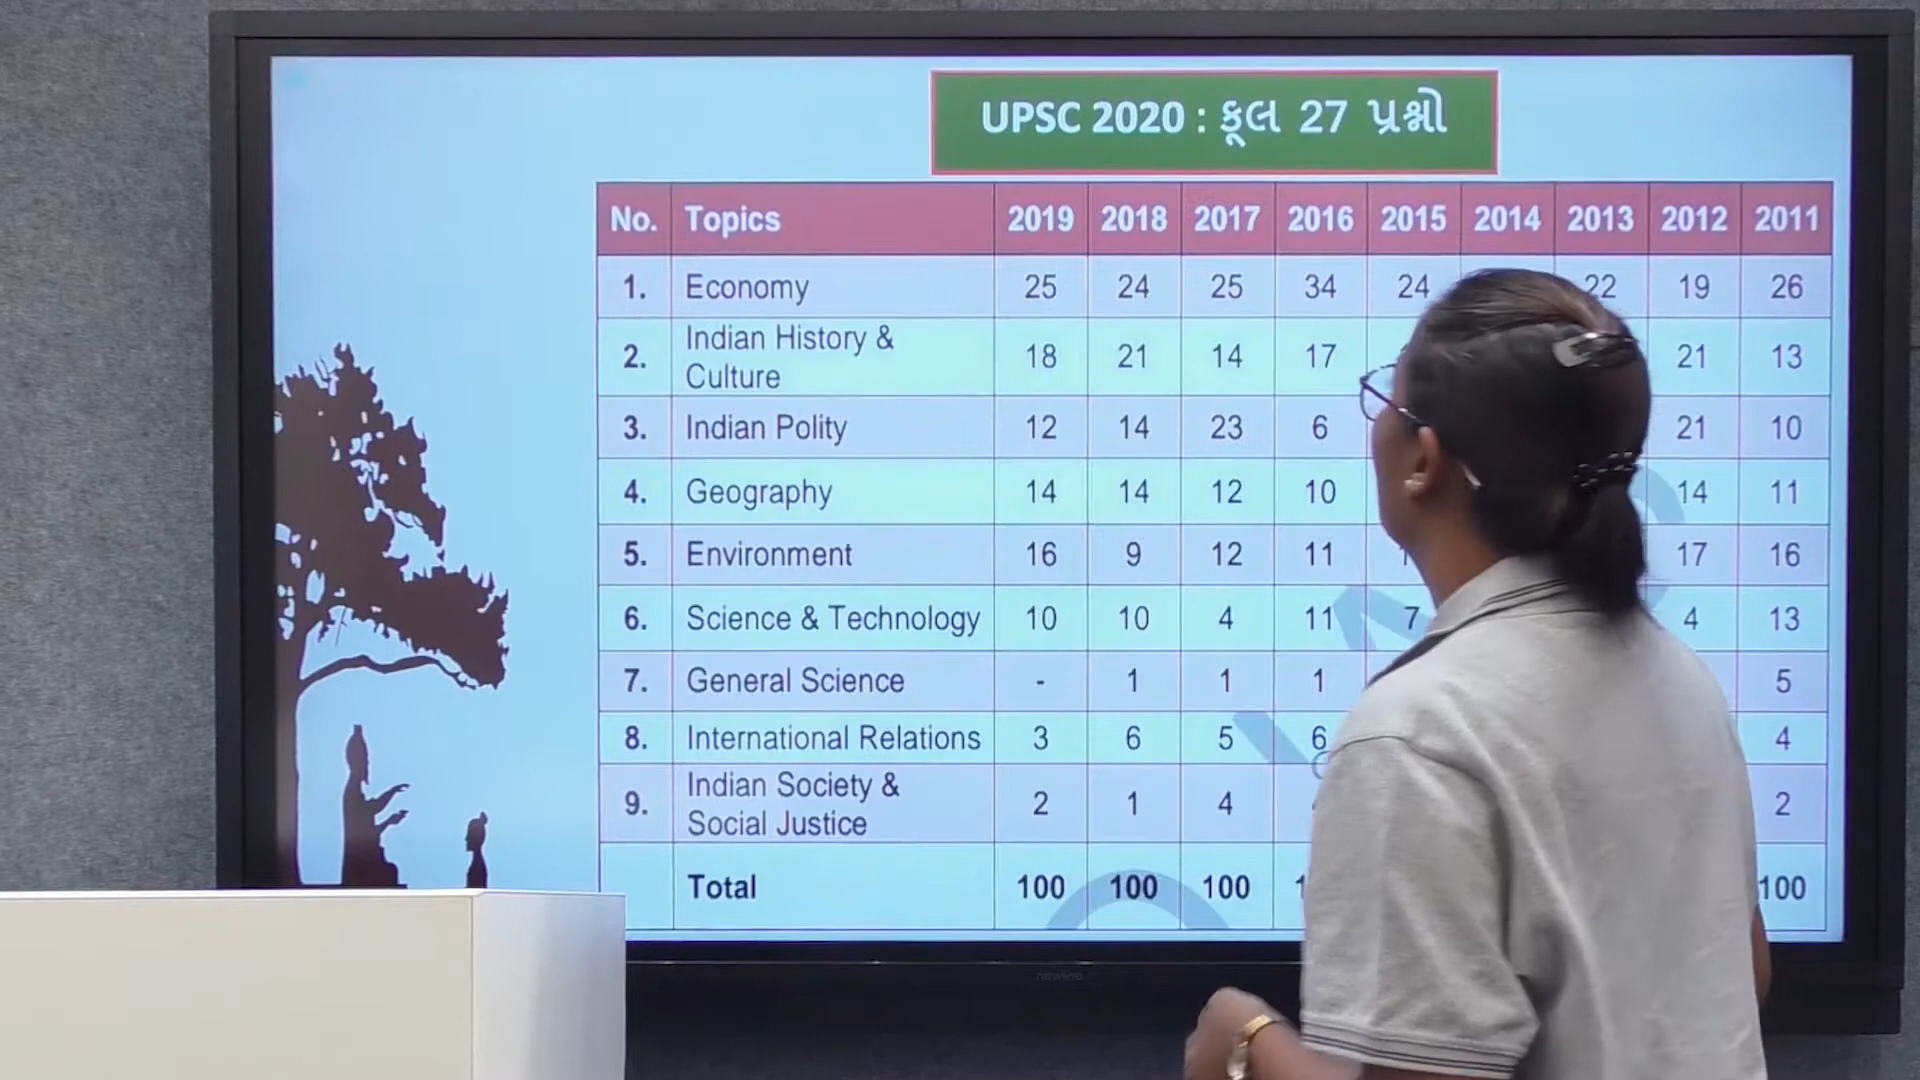 UPSC 2020 : કૂલ 27 પ્રશ્નો
No. Topics 2019 2018 2017 2016 2015 2014 2013 2012 2011
1. Economy 25 24 25 34 24 22 19 26
2. Indian History & Culture 18 21 14 17 21 13
3. Indian Polity 12 14 23 6 21 10
4. Geography 14 14 12 10 14 11
5. Environment 16 9 12 11 17 16
6. Science & Technology 10 10 4 11 7 4 13
7. General Science - 1 1 1 5
8. International Relations 3 6 5 6 4
9. Indian Society & Social Justice 2 1 4 2
Total 100 100 100 100
newline